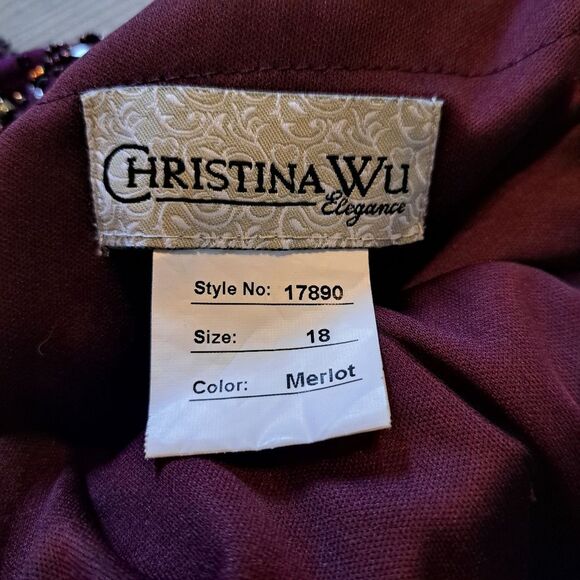 CHRISTINA WU
Elegance
Style No: 17890
Size: 18
Color: Merlot